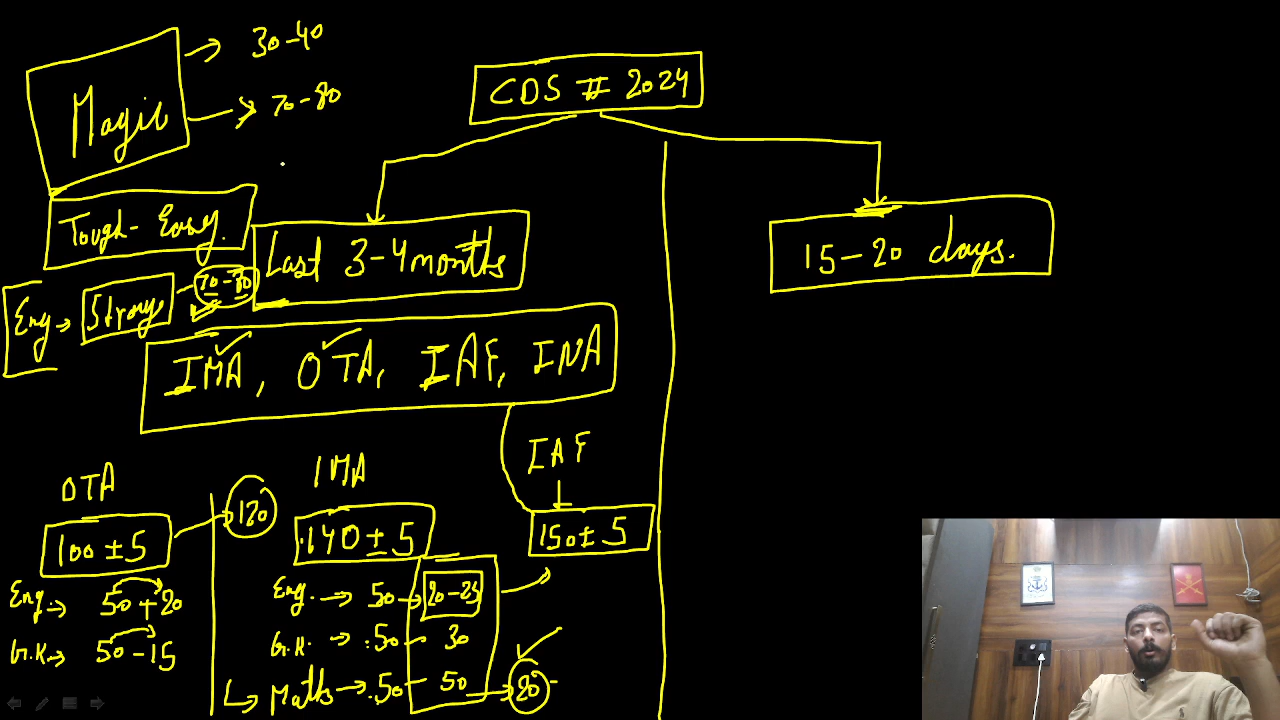 Magic
30-40
70-80
CDS # 2024
Tough- Easy.
Last 3-4 months
15-20 days.
Eng → Strong - 70-80
IMA, OTA, IAF, INA
OTA
100 ± 5 → 120
Eng. → 50 + 20
G.K → 50 - 15
IMA
140 ± 5
Eng. → 50 → 20-25
G.K. → 50 - 30
Maths → 50 - 50 → 20
IAF
150 ± 5